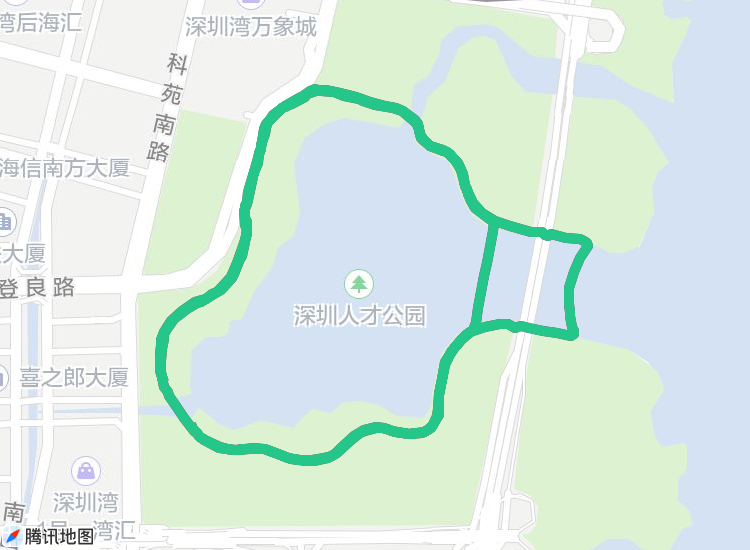 湾后海汇
深圳湾万象城
科苑南路
海信南方大厦
大厦
登良路
深圳人才公园
喜之郎大厦
深圳湾
湾汇
南
腾讯地图